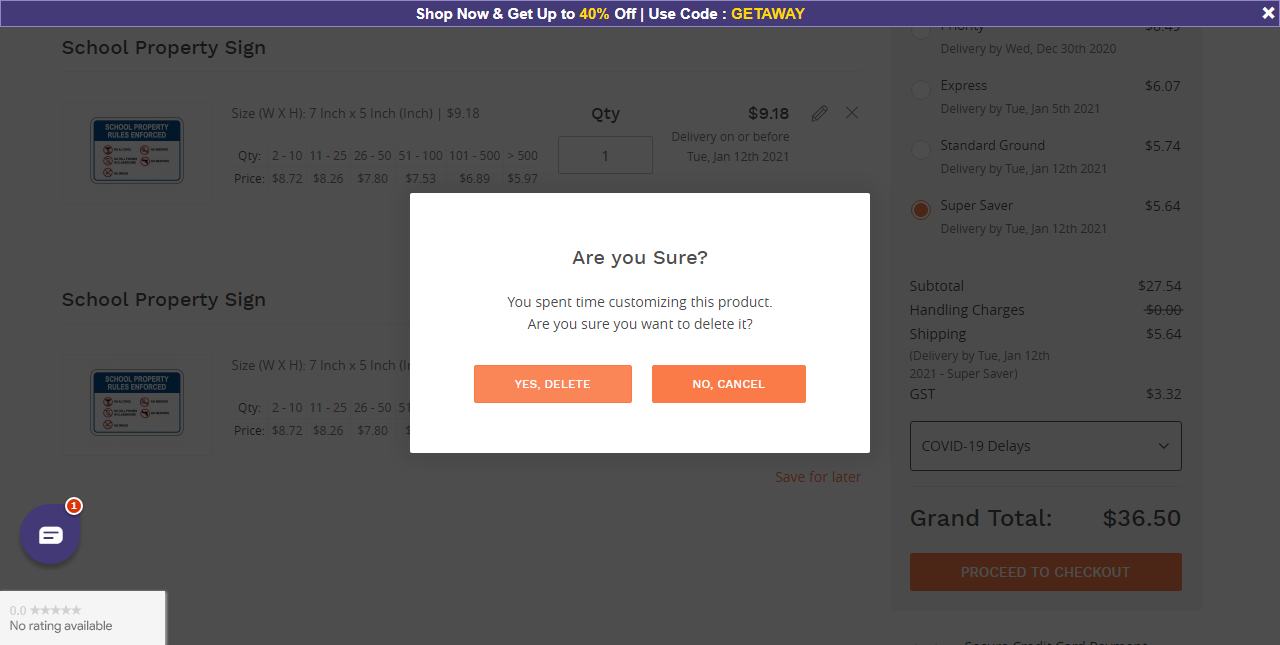 Shop Now & Get Up to 40% Off | Use Code : GETAWAY
School Property Sign
SCHOOL PROPERTY
RULES ENFORCED
Size (W X H): 7 Inch x 5 Inch (Inch) | $9.18
Qty: 2 - 10 11 - 25 26 - 50 51 - 100 101 - 500 > 500
Price: $8.72 $8.26 $7.80 $7.53 $6.89 $5.97
Qty
1
$9.18
Delivery on or before
Tue, Jan 12th 2021
School Property Sign
SCHOOL PROPERTY
RULES ENFORCED
Size (W X H): 7 Inch x 5 Inch
Qty: 2 - 10 11 - 25 26 - 50 51
Price: $8.72 $8.26 $7.80
Save for later
Are you Sure?
You spent time customizing this product.
Are you sure you want to delete it?
YES, DELETE
NO, CANCEL
Priority $8.49
Delivery by Wed, Dec 30th 2020
Express $6.07
Delivery by Tue, Jan 5th 2021
Standard Ground $5.74
Delivery by Tue, Jan 12th 2021
Super Saver $5.64
Delivery by Tue, Jan 12th 2021
Subtotal $27.54
Handling Charges $0.00
Shipping $5.64
(Delivery by Tue, Jan 12th
2021 - Super Saver)
GST $3.32
COVID-19 Delays
Grand Total: $36.50
PROCEED TO CHECKOUT
Secure Credit Card Payment
1
0.0
No rating available